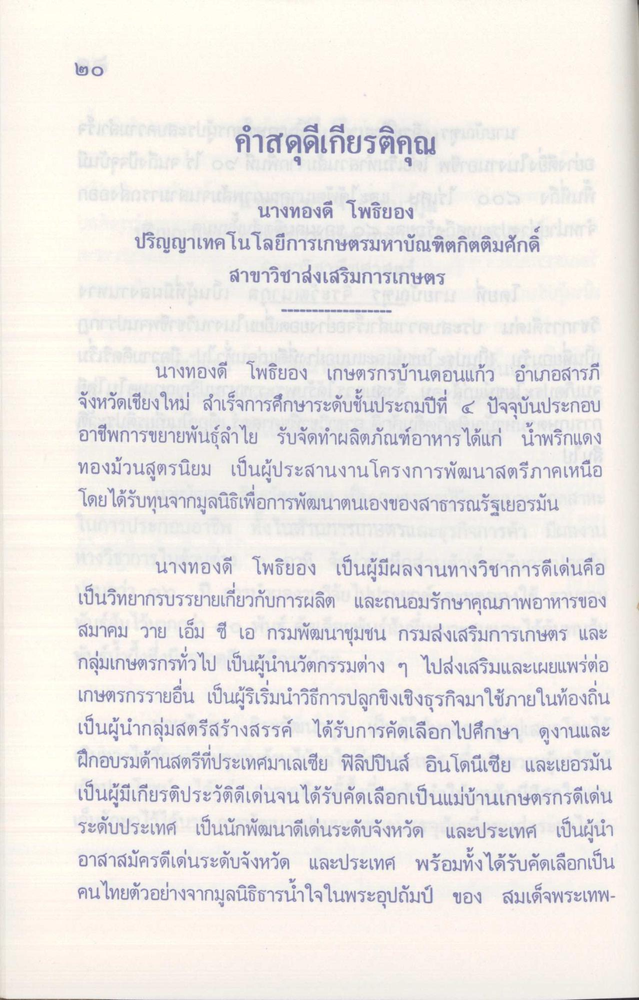 ๒๐
คำสดุดีเกียรติคุณ
นางทองดี โพธิยอง
ปริญญาเทคโนโลยีการเกษตรมหาบัณฑิตกิตติมศักดิ์
สาขาวิชาส่งเสริมการเกษตร
------------------
นางทองดี โพธิยอง เกษตรกรบ้านดอนแก้ว อำเภอสารภี
จังหวัดเชียงใหม่ สำเร็จการศึกษาระดับชั้นประถมปีที่ ๔ ปัจจุบันประกอบ
อาชีพการขยายพันธุ์ลำไย รับจัดทำผลิตภัณฑ์อาหารได้แก่ น้ำพริกแดง
ทองม้วนสูตรนิยม เป็นผู้ประสานงานโครงการพัฒนาสตรีภาคเหนือ
โดยได้รับทุนจากมูลนิธิเพื่อการพัฒนาตนเองของสาธารณรัฐเยอรมัน
นางทองดี โพธิยอง เป็นผู้มีผลงานทางวิชาการดีเด่นคือ
เป็นวิทยากรบรรยายเกี่ยวกับการผลิต และถนอมรักษาคุณภาพอาหารของ
สมาคม วาย เอ็ม ซี เอ กรมพัฒนาชุมชน กรมส่งเสริมการเกษตร และ
กลุ่มเกษตรกรทั่วไป เป็นผู้นำนวัตกรรมต่าง ๆ ไปส่งเสริมและเผยแพร่ต่อ
เกษตรกรรายอื่น เป็นผู้ริเริ่มนำวิธีการปลูกขิงเชิงธุรกิจมาใช้ภายในท้องถิ่น
เป็นผู้นำกลุ่มสตรีสร้างสรรค์ ได้รับการคัดเลือกไปศึกษา ดูงานและ
ฝึกอบรมด้านสตรีที่ประเทศมาเลเซีย ฟิลิปปินส์ อินโดนีเซีย และเยอรมัน
เป็นผู้มีเกียรติประวัติดีเด่นจนได้รับคัดเลือกเป็นแม่บ้านเกษตรกรดีเด่น
ระดับประเทศ เป็นนักพัฒนาดีเด่นระดับจังหวัด และประเทศ เป็นผู้นำ
อาสาสมัครดีเด่นระดับจังหวัด และประเทศ พร้อมทั้งได้รับคัดเลือกเป็น
คนไทยตัวอย่างจากมูลนิธิธารน้ำใจในพระอุปถัมป์ ของ สมเด็จพระเทพ-